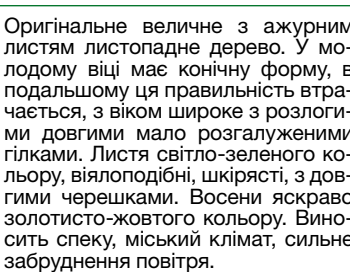 Оригінальне величне з ажурним
листям листопадне дерево. У мо-
лодому віці має конічну форму, в
подальшому ця правильність втра-
чається, з віком широке з розлоги-
ми довгими мало розгалуженими
гілками. Листя світло-зеленого ко-
льору, віялоподібні, шкірясті, з дов-
гими черешками. Восени яскраво
золотисто-жовтого кольору. Вино-
сить спеку, міський клімат, сильне
забруднення повітря.